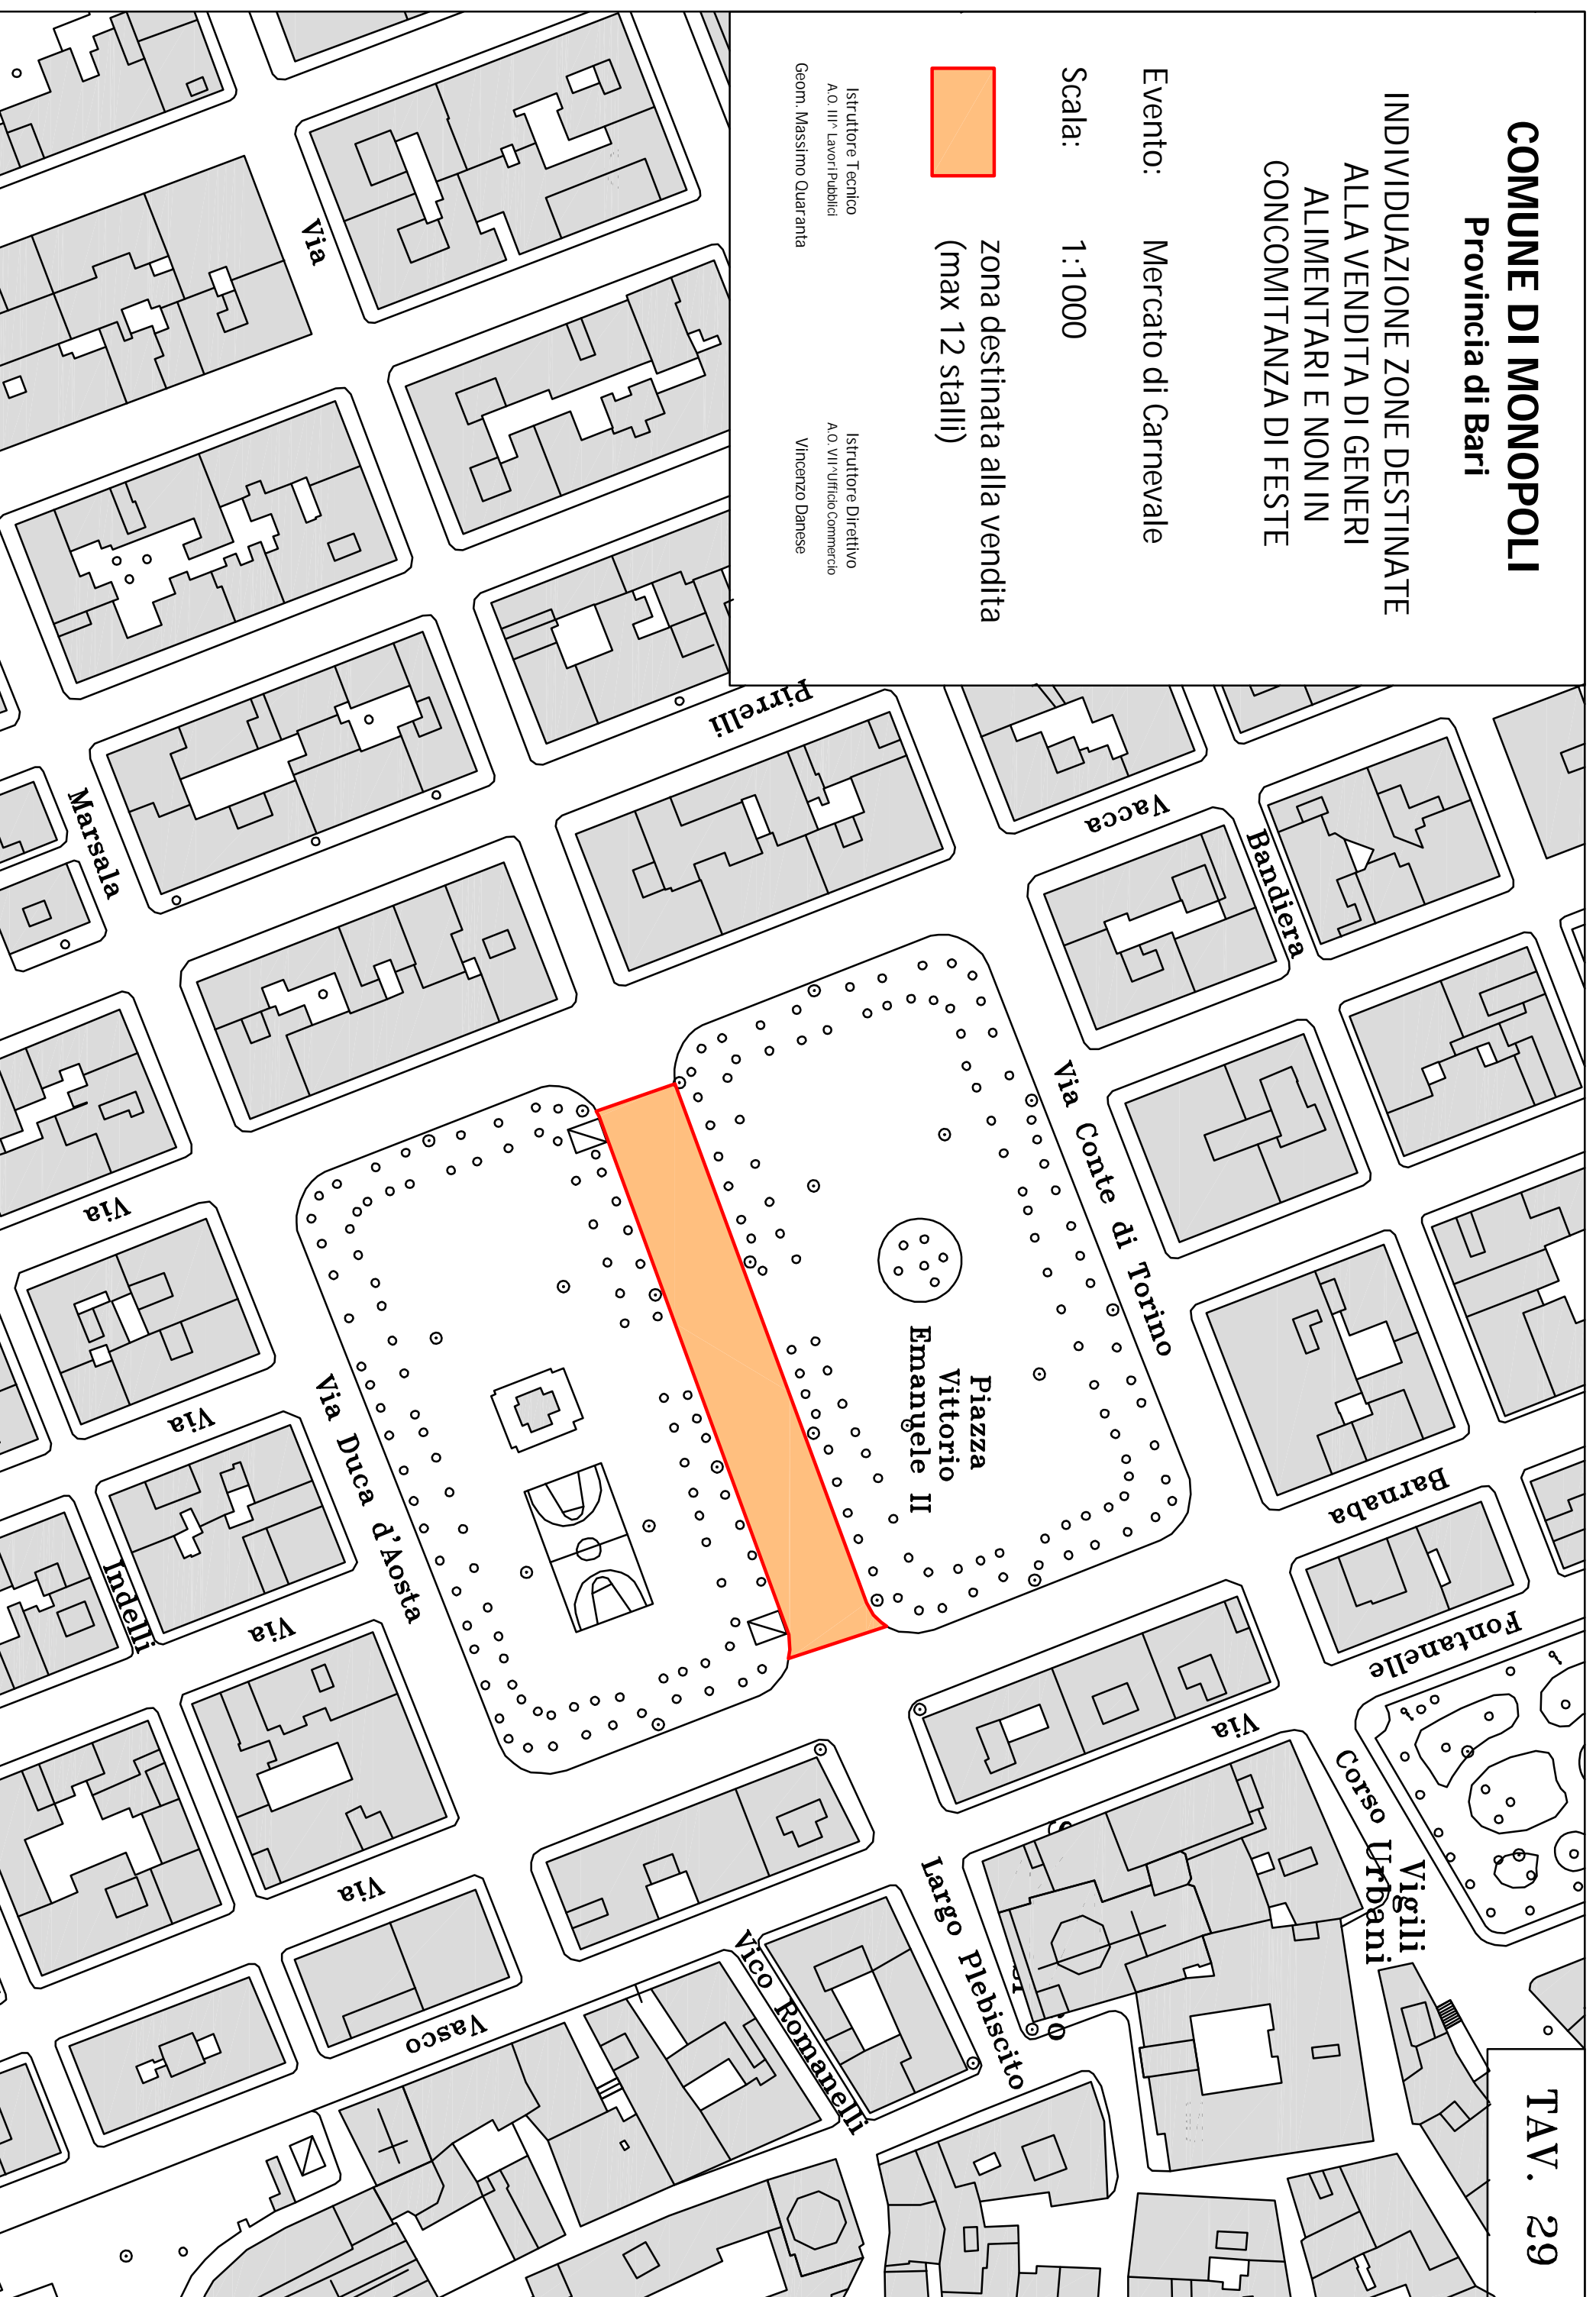 COMUNE DI MONOPOLI
Provincia di Bari
INDIVIDUAZIONE ZONE DESTINATE
ALLA VENDITA DI GENERI
ALIMENTARI E NON IN
CONCOMITANZA DI FESTE
Evento: Mercato di Carnevale
Scala: 1:1000
zona destinata alla vendita
(max 12 stalli)
Istruttore Tecnico
A.O. III^ Lavori Pubblici
Geom. Massimo Quaranta
Istruttore Direttivo
A.O. VII^Ufficio Commercio
Vincenzo Danese
TAV. 29
Via
Marsala
Pirrelli
Vacca
Bandiera
Via Conte di Torino
Piazza
Vittorio
Emanuele II
Via
Via
Via Duca d'Aosta
Indelli
Via
Via
Vasco
Barnaba
Fontanelle
Via
Corso
Vigili
Urbani
Largo Plebiscito
Vico Romanelli